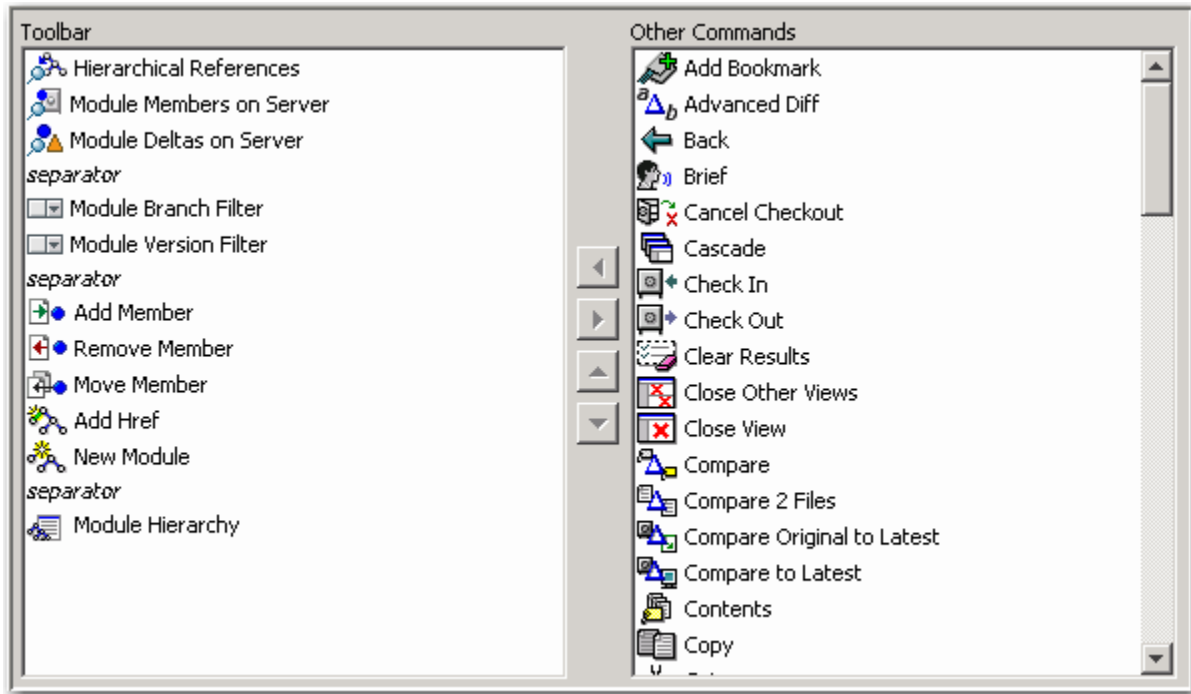 Toolbar
Hierarchical References
Module Members on Server
Module Deltas on Server
separator
Module Branch Filter
Module Version Filter
separator
Add Member
Remove Member
Move Member
Add Href
New Module
separator
Module Hierarchy
Other Commands
Add Bookmark
a b Advanced Diff
Back
Brief
Cancel Checkout
Cascade
Check In
Check Out
Clear Results
Close Other Views
Close View
Compare
Compare 2 Files
Compare Original to Latest
Compare to Latest
Contents
Copy